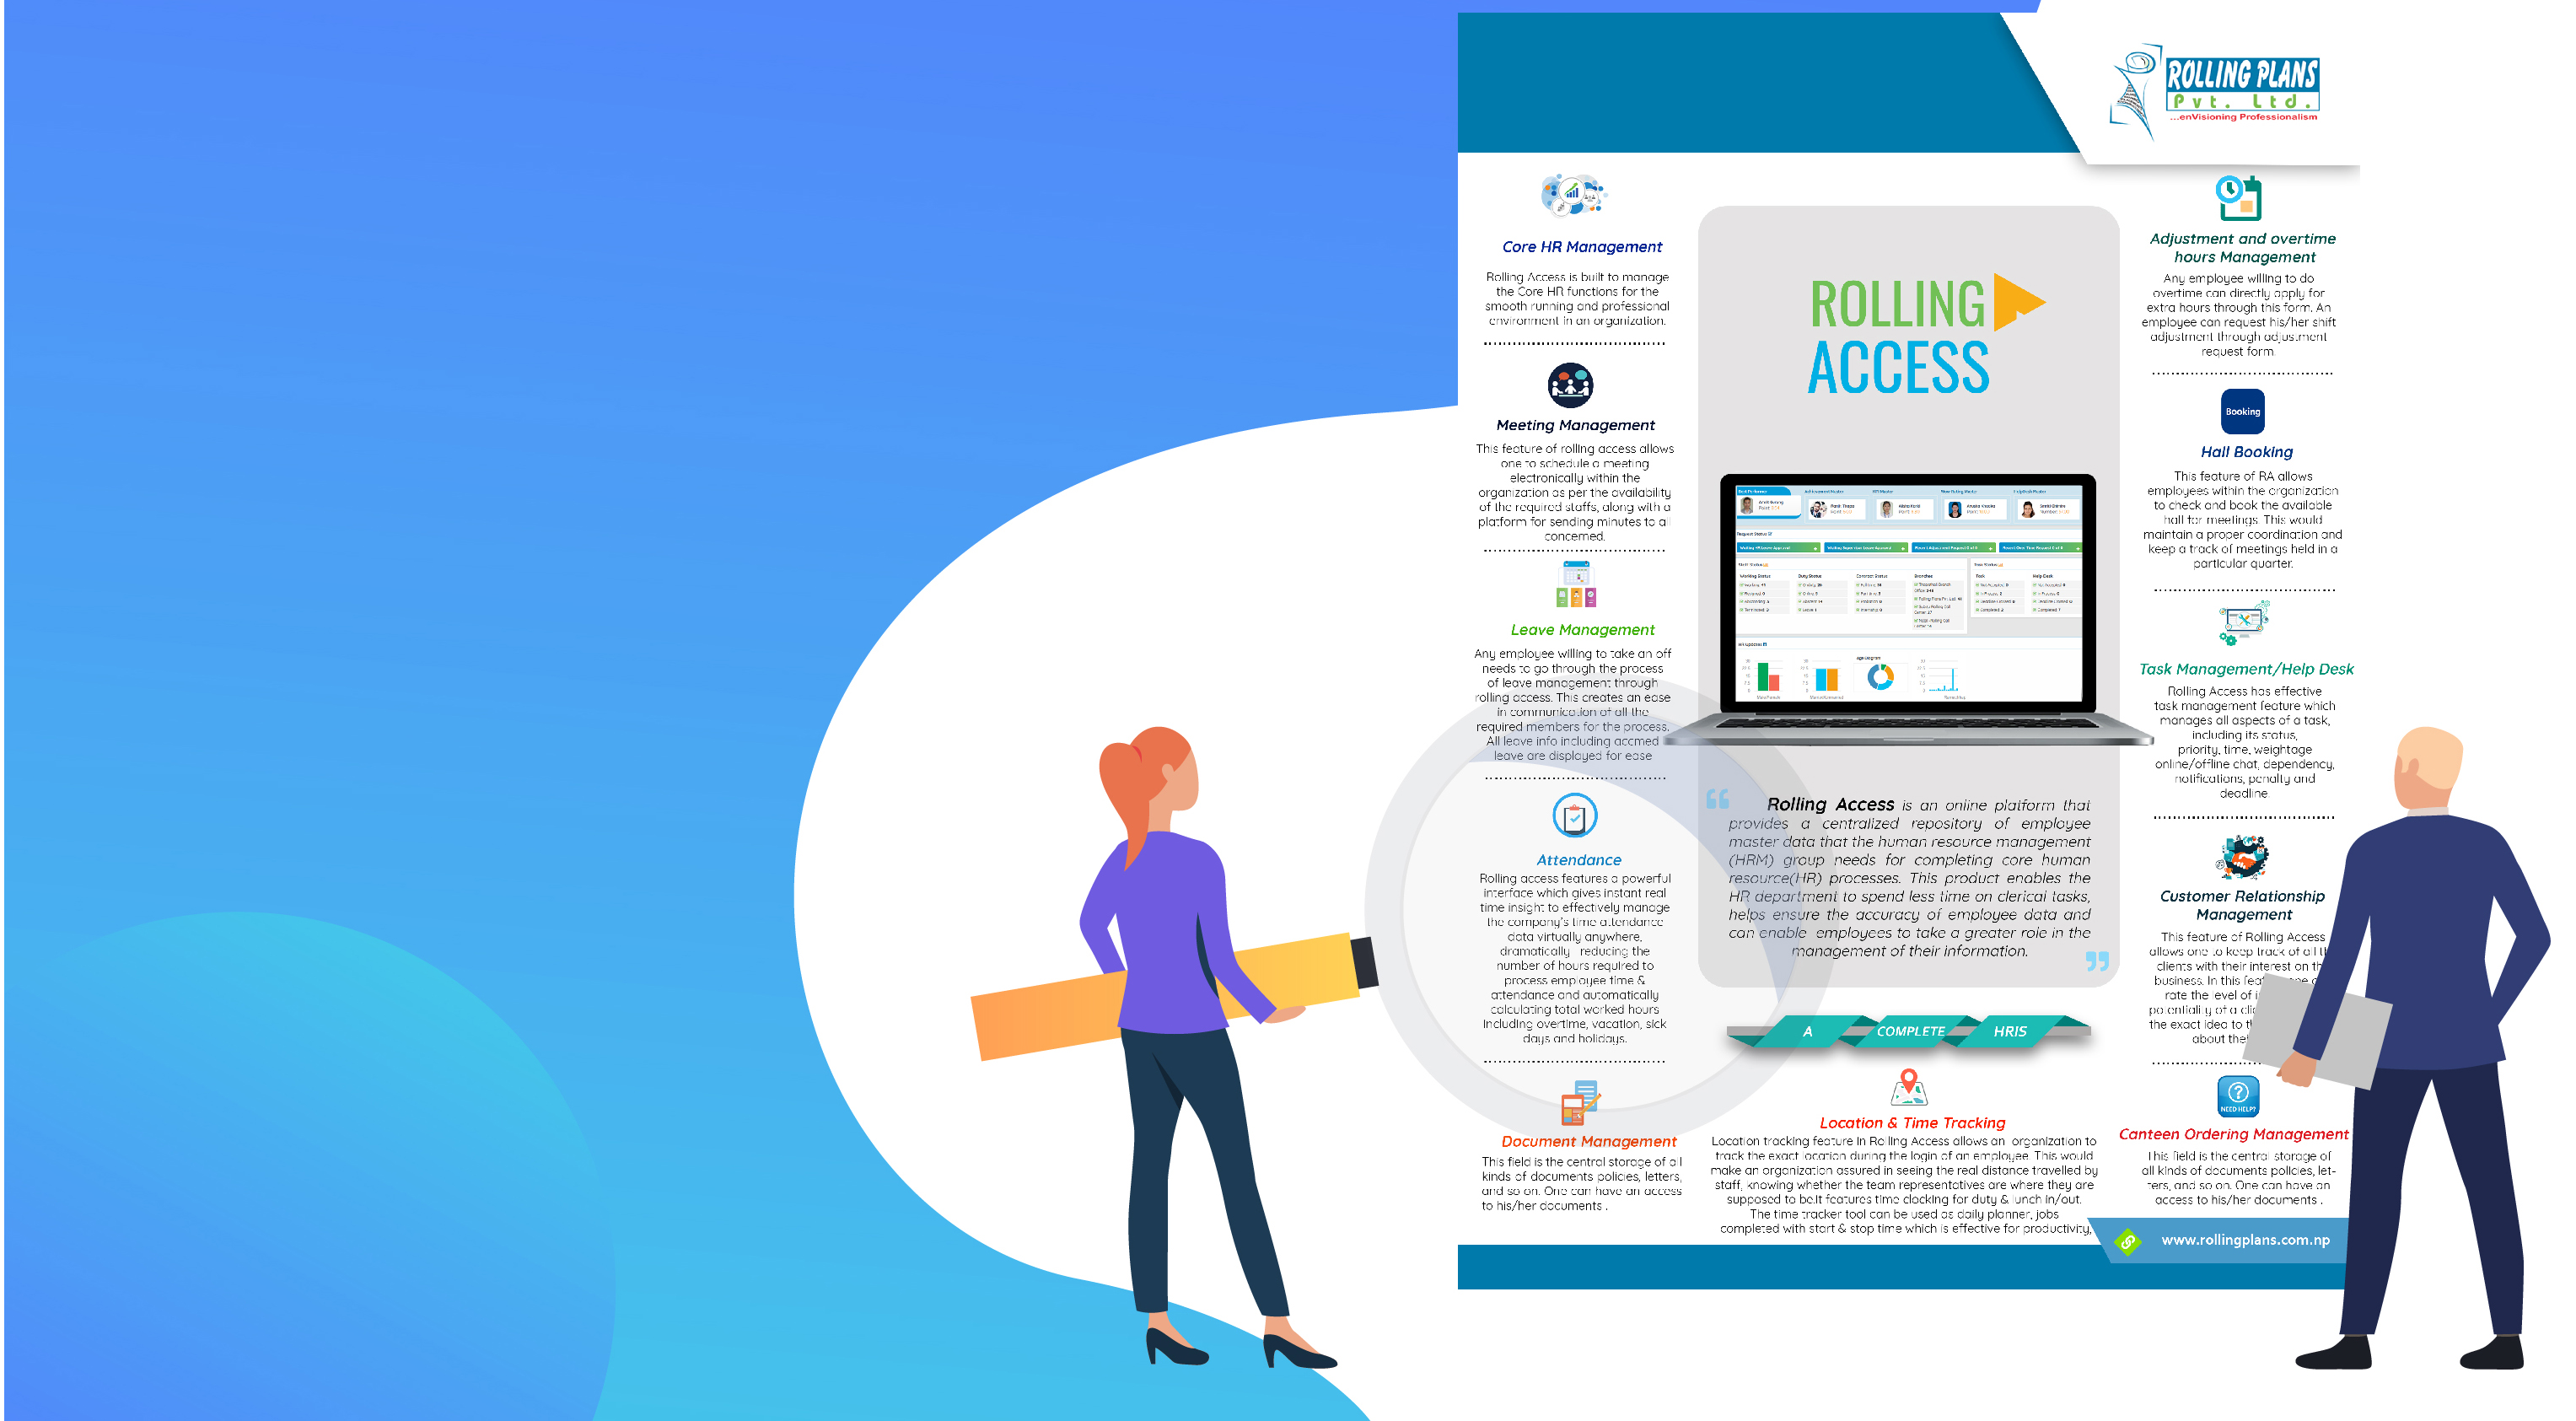 ROLLING PLANS
Pvt. Ltd.
...enVisioning Professionalism
Core HR Management
Rolling Access is built to manage
the Core HR functions for the
smooth running and professional
environment in an organization.
Meeting Management
This feature of rolling access allows
one to schedule a meeting
electronically within the
organization as per the availability
of the required staffs, along with a
platform for sending minutes to all
concerned.
Leave Management
Any employee willing to take an off
needs to go through the process
of leave management through
rolling access. This creates an ease
in communication of all the
required members for the process.
All leave info including
leave are displayed for ease
Attendance
Rolling access features a powerful
interface which gives instant real
time insight to effectively manage
the company's time attendance
data virtually anywhere,
dramatically reducing the
number of hours required to
process employee time &
attendance and automatically
calculating total worked hours
including overtime, vacation, sick
days and holidays.
Document Management
This field is the central storage of all
kinds of documents policies, letters,
and so on. One can have an access
to his/her documents .
ROLLING
ACCESS
Rolling Access is an online platform that
provides a centralized repository of employee
master data that the human resource management
(HRM) group needs for completing core human
resource(HR) processes. This product enables the
HR department to spend less time on clerical tasks,
helps ensure the accuracy of employee data and
can enable employees to take a greater role in the
management of their information.
A COMPLETE HRIS
Location & Time Tracking
Location tracking feature in Rolling Access allows an organization to
track the exact location during the login of an employee. This would
make an organization assured in seeing the real distance travelled by
staff, knowing whether the team representatives are where they are
supposed to be.It features time clocking for duty & lunch in/out.
The time tracker tool can be used as daily planner, jobs
completed with start & stop time which is effective for productivity,
Adjustment and overtime
hours Management
Any employee willing to do
overtime can directly apply for
extra hours through this form. An
employee can request his/her shift
adjustment through adjustment
request form.
Booking
Hall Booking
This feature of RA allows
employees within the organization
to check and book the available
hall for meetings. This would
maintain a proper coordination and
keep a track of meetings held in a
particular quarter.
Task Management/Help Desk
Rolling Access has effective
task management feature which
manages all aspects of a task,
including its status,
priority, time, weightage
online/offline chat, dependency,
notifications, penalty and
deadline
Customer Relationship
Management
This feature of Rolling Access
allows one to keep track of all
clients with their interest on
business. In this
rate the level of
potentiality of a
the exact idea to
about
NEED HELP?
Canteen Ordering Management
This field is the central storage of
all kinds of documents policies, let-
ters, and so on. One can have an
access to his/her documents .
www.rollingplans.com.np